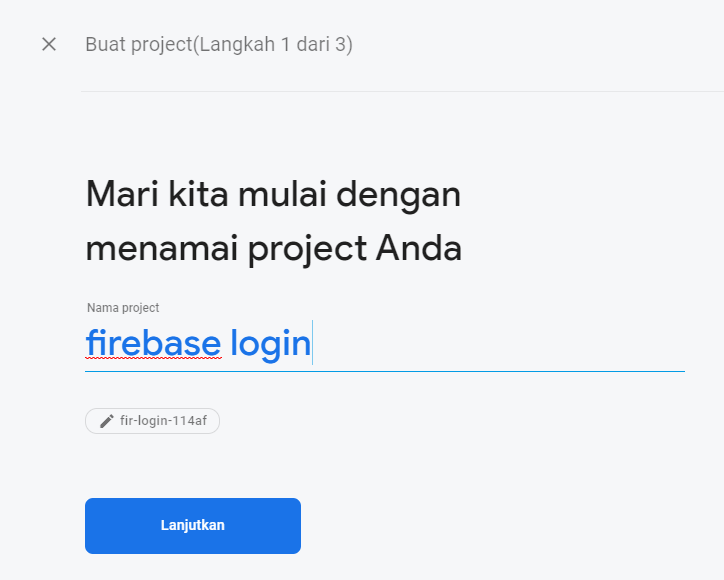 Buat project(Langkah 1 dari 3)
Mari kita mulai dengan
menamai project Anda
Nama project
firebase login
fir-login-114af
Lanjutkan